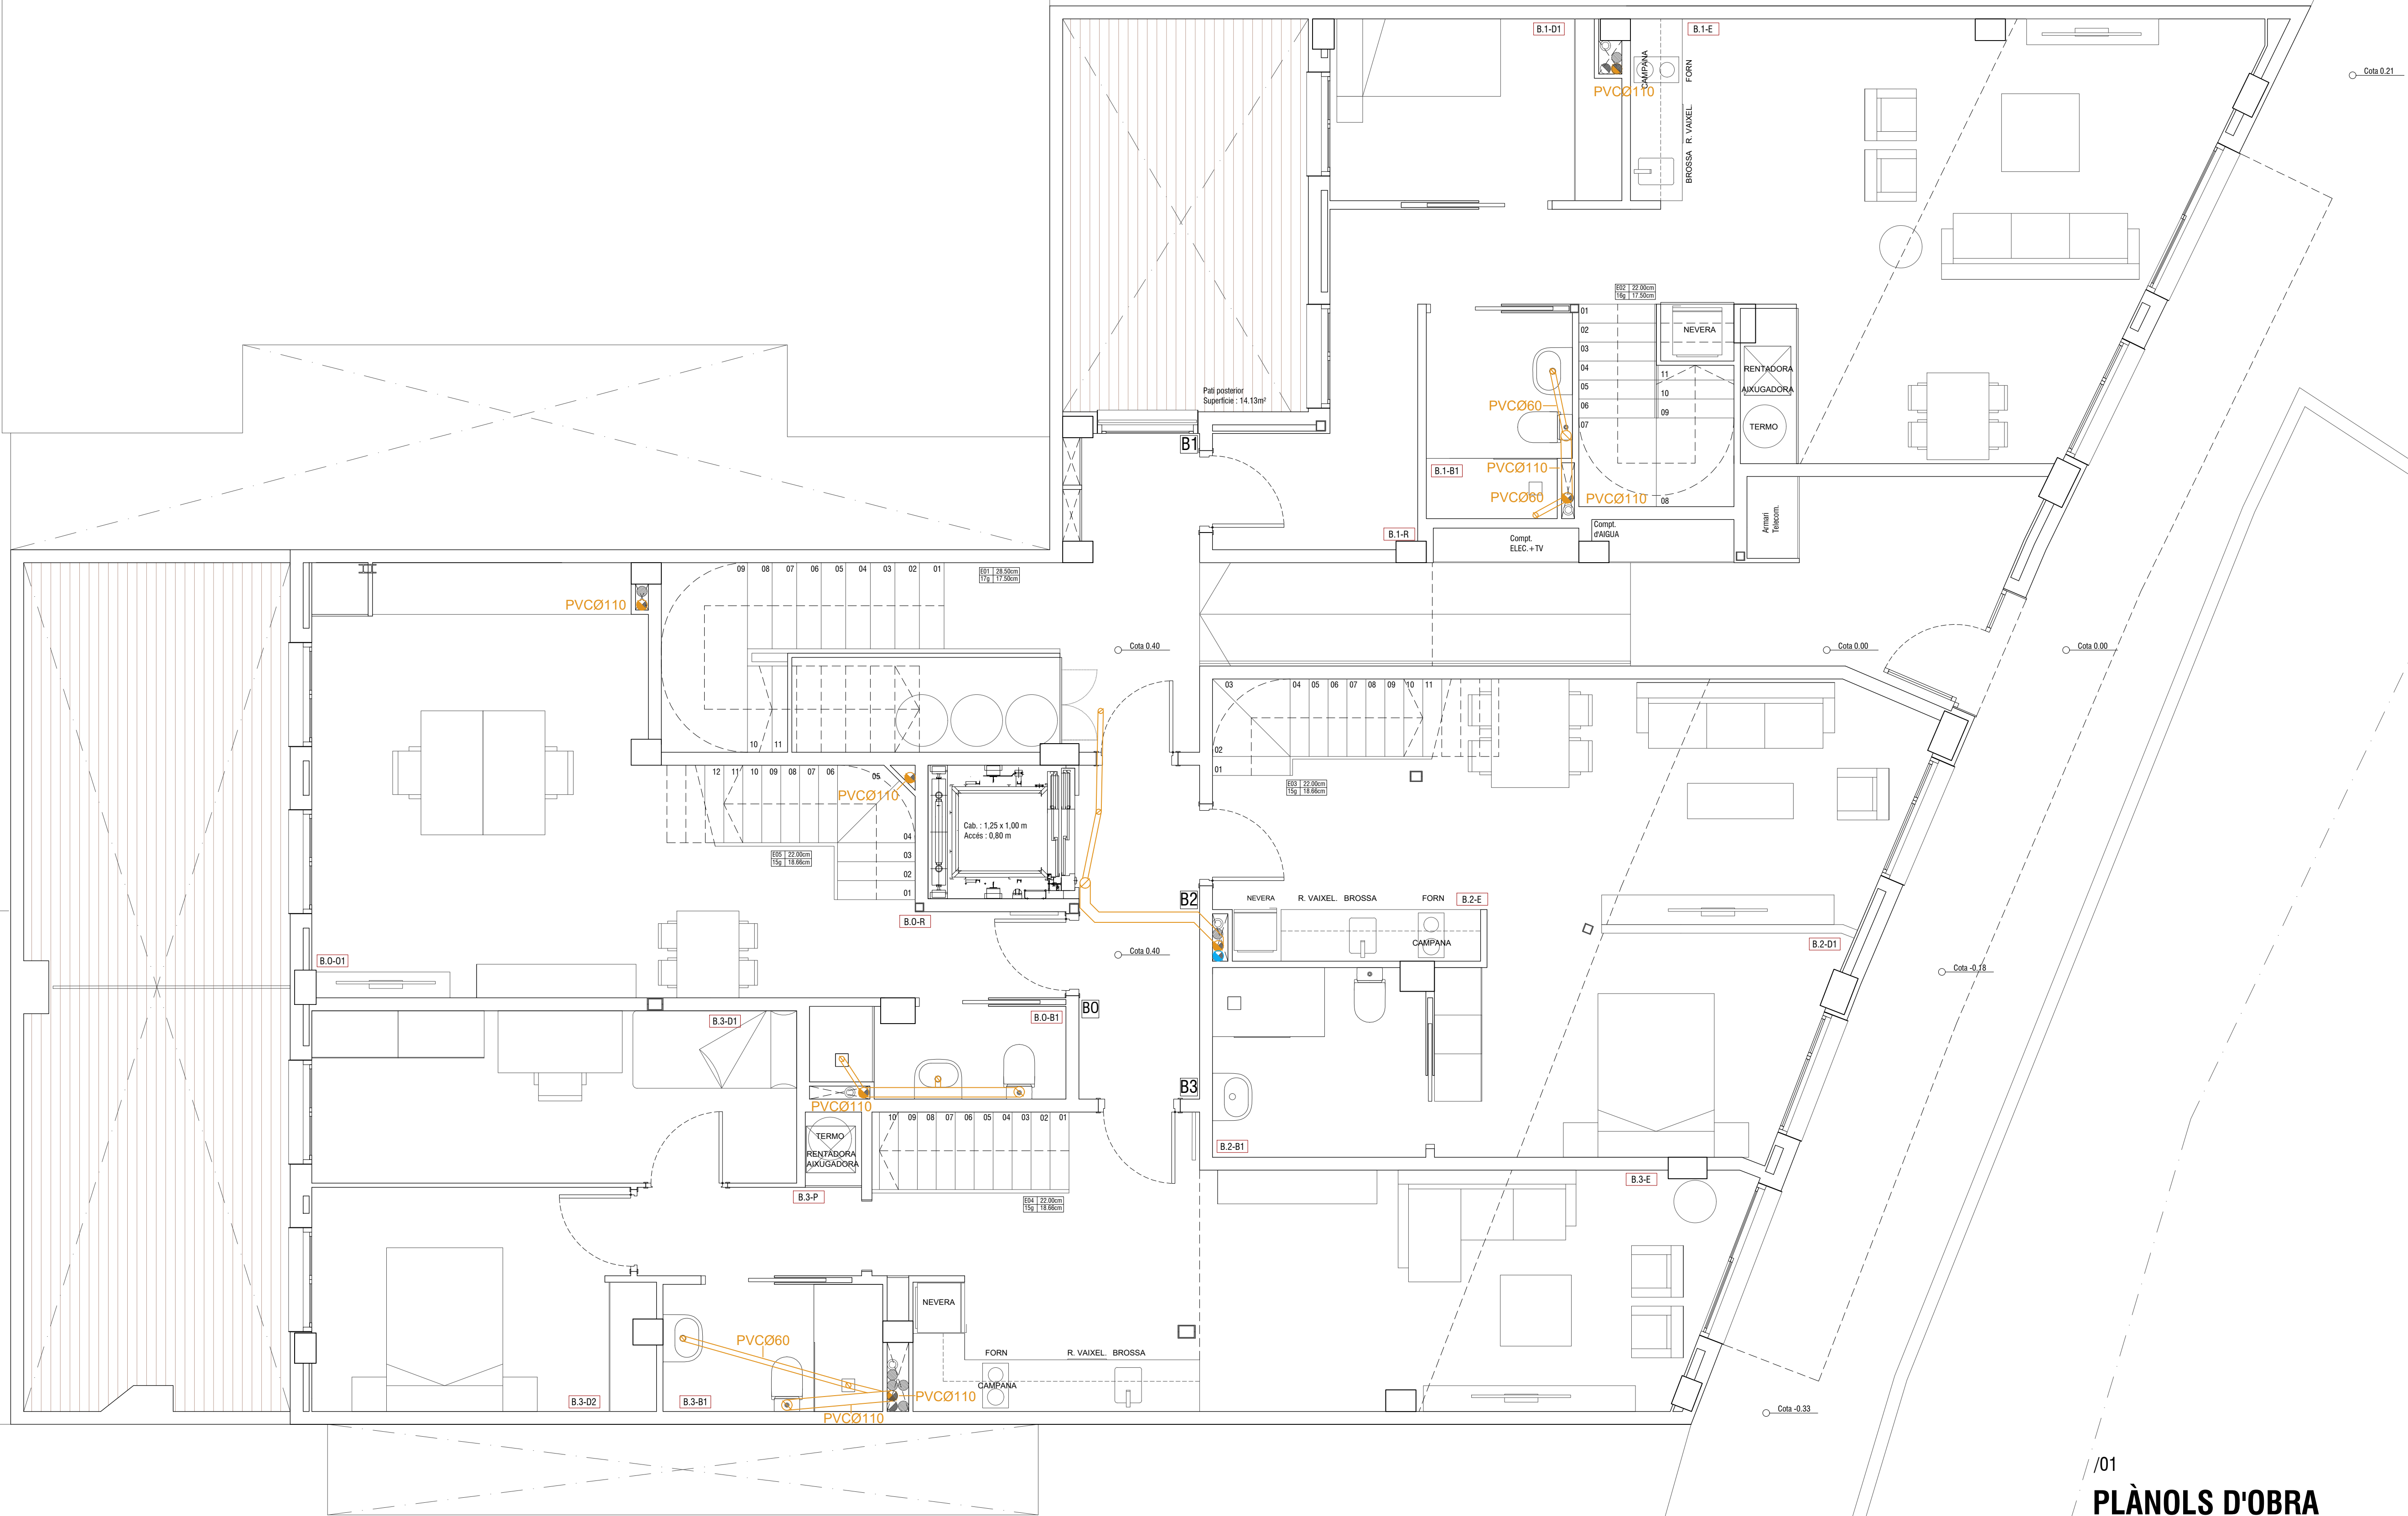 B.1-D1
B.1-E
CAMPANA
FORN
PVCØ110
BROSSA R. VAIXEL.
Cota 0.21
E02 22.00cm
16g 17.50cm
01
02
03
04
05
06
07
08
09
10
11
NEVERA
RENTADORA
AIXUGADORA
TERMO
Pati posterior
Superfície : 14.13m²
B1
PVCØ60
PVCØ110
B.1-B1
PVCØ60
PVCØ110
B.1-R
Compt.
ELEC.+TV
Compt.
d'AIGUA
Armari
Telecom.
09 08 07 06 05 04 03 02 01
E01 28.50cm
17g 17.50cm
PVCØ110
10 11
Cota 0.40
Cota 0.00
Cota 0.00
03 04 05 06 07 08 09 10 11
02
01
E03 22.00cm
15g 18.66cm
12 11 10 09 08 07 06 05
PVCØ110
04
03
02
01
E05 22.00cm
15g 18.66cm
Cab. : 1,25 x 1,00 m
Accés : 0,80 m
B.0-R
B2
NEVERA
R. VAIXEL. BROSSA
FORN
B.2-E
CAMPANA
B.2-D1
B.0-O1
Cota 0.40
Cota -0.18
B0
B.0-B1
B.3-D1
PVCØ110
B3
10 09 08 07 06 05 04 03 02 01
TERMO
RENTADORA
AIXUGADORA
B.3-P
E04 22.00cm
15g 18.66cm
B.2-B1
B.3-E
NEVERA
PVCØ60
FORN
R. VAIXEL. BROSSA
CAMPANA
PVCØ110
PVCØ110
B.3-D2
B.3-B1
Cota -0.33
/01
PLÀNOLS D'OBRA